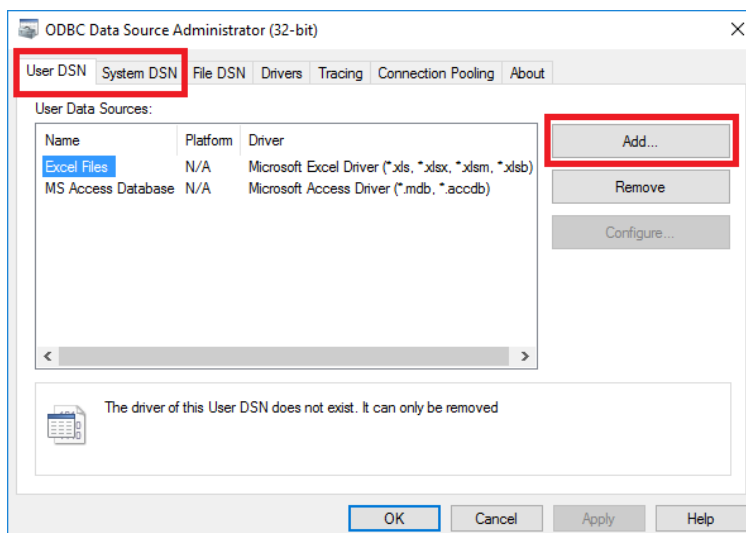 ODBC Data Source Administrator (32-bit)
User DSN System DSN File DSN Drivers Tracing Connection Pooling About
User Data Sources:
Name Platform Driver
Excel Files N/A Microsoft Excel Driver (*.xls, *.xlsx, *.xlsm, *.xlsb)
MS Access Database N/A Microsoft Access Driver (*.mdb, *.accdb)
Add...
Remove
Configure...
The driver of this User DSN does not exist. It can only be removed
OK Cancel Apply Help